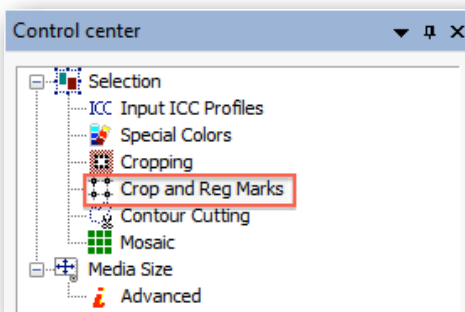 Control center
Selection
ICC Input ICC Profiles
Special Colors
Cropping
Crop and Reg Marks
Contour Cutting
Mosaic
Media Size
i Advanced